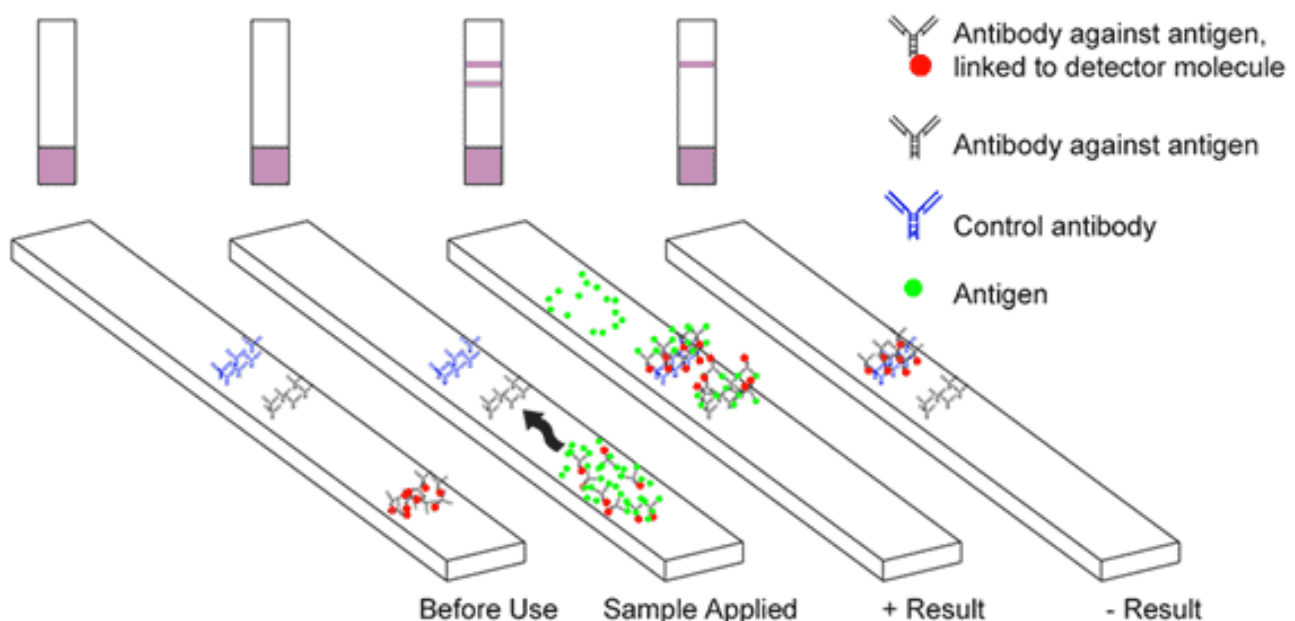 Antibody against antigen,
linked to detector molecule
Antibody against antigen
Control antibody
Antigen
Before Use
Sample Applied
+ Result
- Result